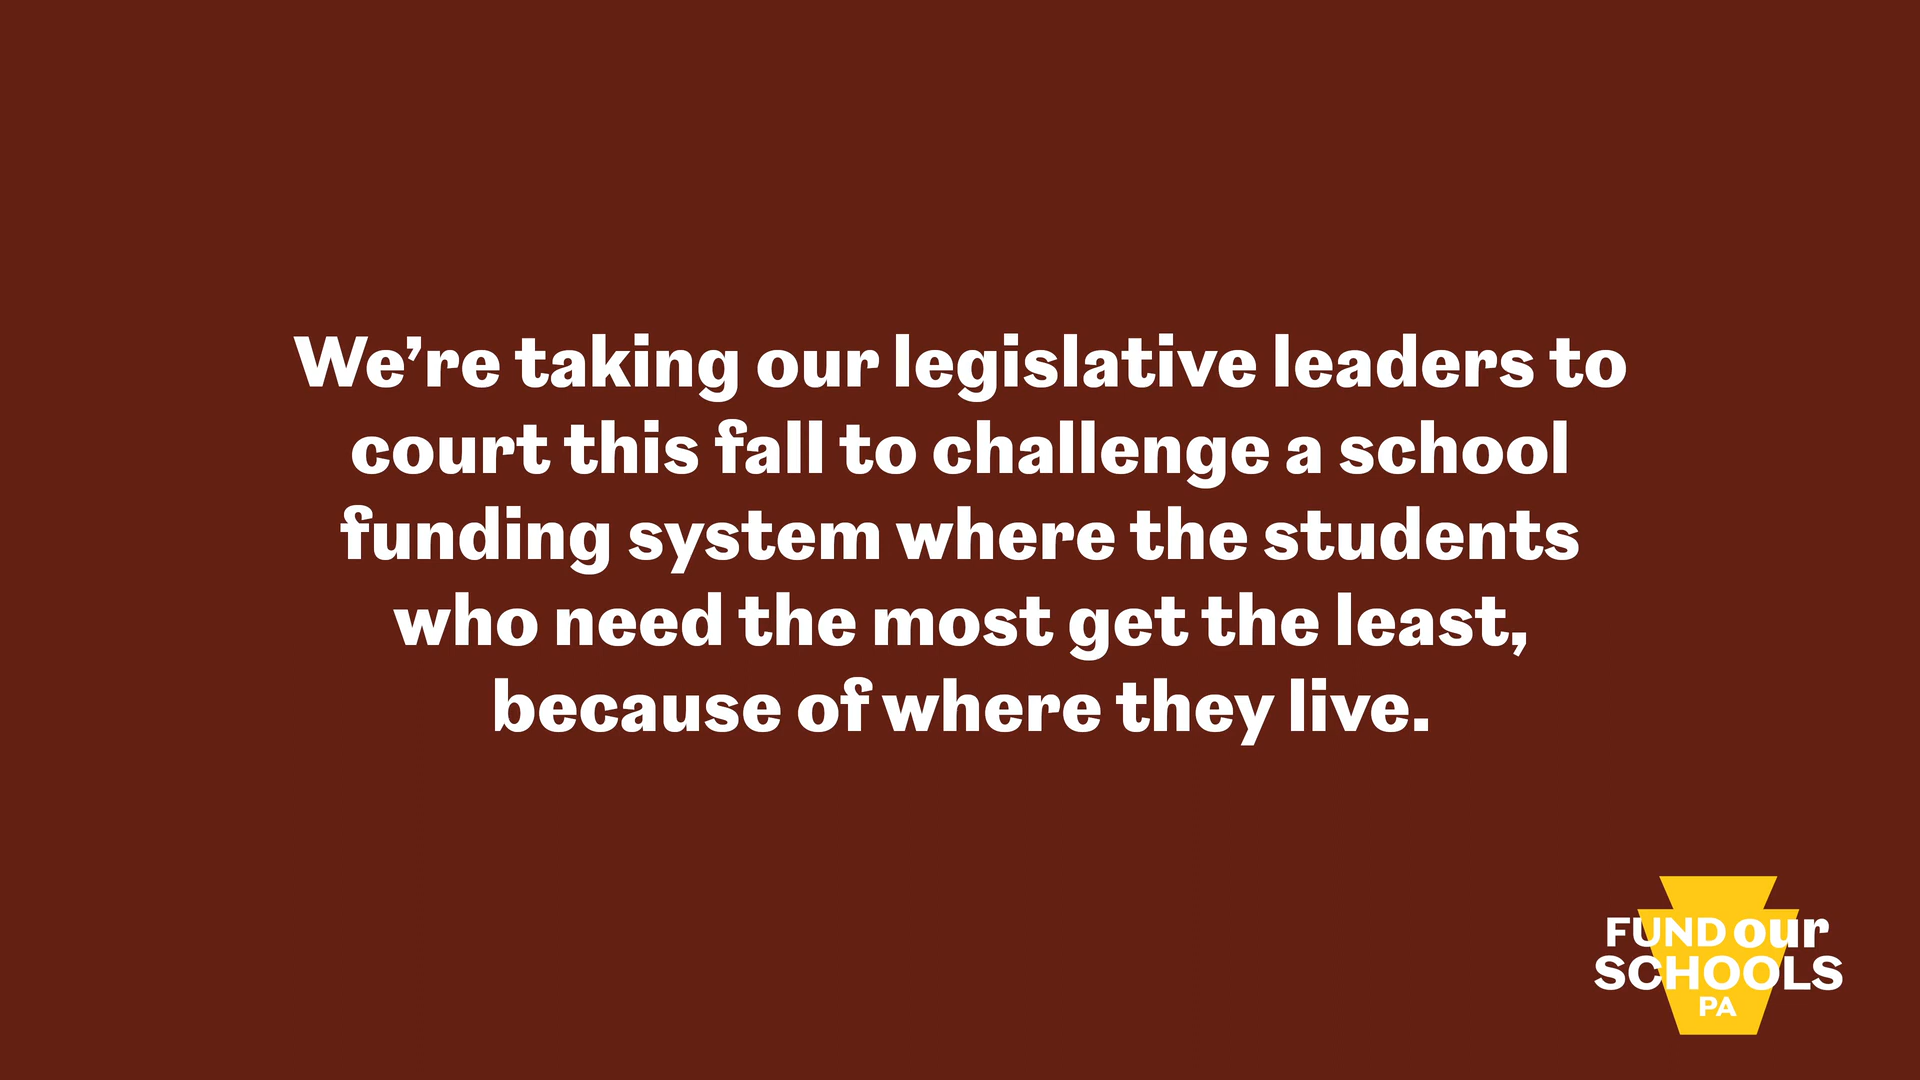 We’re taking our legislative leaders to
court this fall to challenge a school
funding system where the students
who need the most get the least,
because of where they live.
FUND our
SCHOOLS
PA